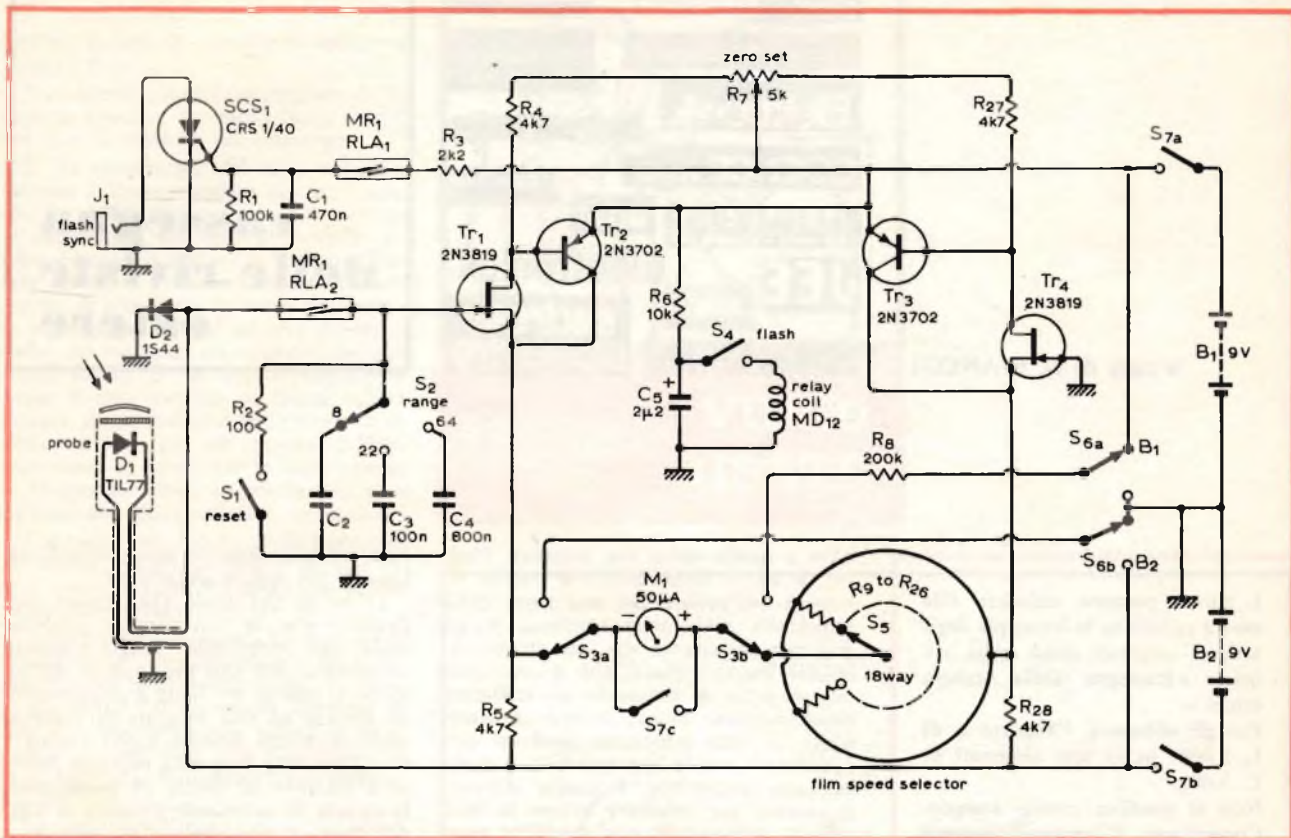 zero set
R7
5k
R4
4k7
R27
4k7
SCS1
CRS 1/40
MR1
RLA1
R3
2k2
S7a
J1
flash
sync
R1
100k
C1
470n
Tr1
2N3819
Tr2
2N3702
Tr3
2N3702
Tr4
2N3819
MR1
RLA2
D2
1S44
R6
10k
S4
flash
C5
+
2µ2
relay
coil
MD12
B1
9V
probe
D1
TIL77
R2
100
S1
reset
S2
range
8
22
64
C2
C3
100n
C4
800n
R8
200k
S6a
B1
S6b
B2
R9 to R26
S5
18way
M1
50µA
+
S3a
S3b
S7c
R5
4k7
R28
4k7
B2
9V
S7b
film speed selector